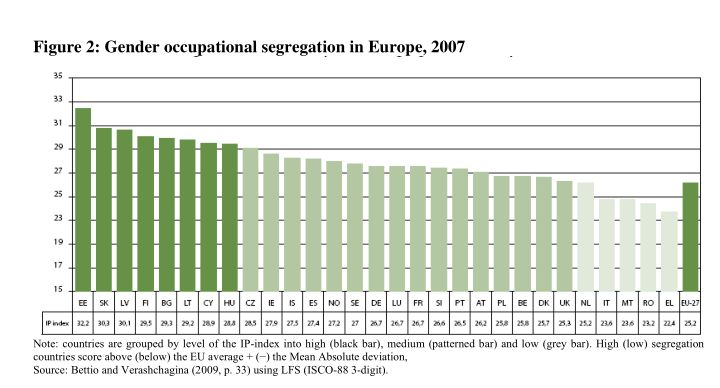 Figure 2: Gender occupational segregation in Europe, 2007
35
33
31
29
27
25
23
19
17
15
EE SK LV FI BG LT CY HU CZ IE IS ES NO SE DE LU FR SI PT AT PL BE DK UK NL IT MT RO EL EU-27
IP index 32,2 30,3 30,1 29,5 29,3 29,2 28,9 28,8 28,5 27,9 27,5 27,4 27,2 27 26,7 26,7 26,7 26,6 26,5 26,2 25,8 25,8 25,7 25,3 25,2 23,6 23,6 23,2 22,4 25,2
Note: countries are grouped by level of the IP-index into high (black bar), medium (patterned bar) and low (grey bar). High (low) segregation
countries score above (below) the EU average + (−) the Mean Absolute deviation,
Source: Bettio and Verashchagina (2009, p. 33) using LFS (ISCO-88 3-digit).